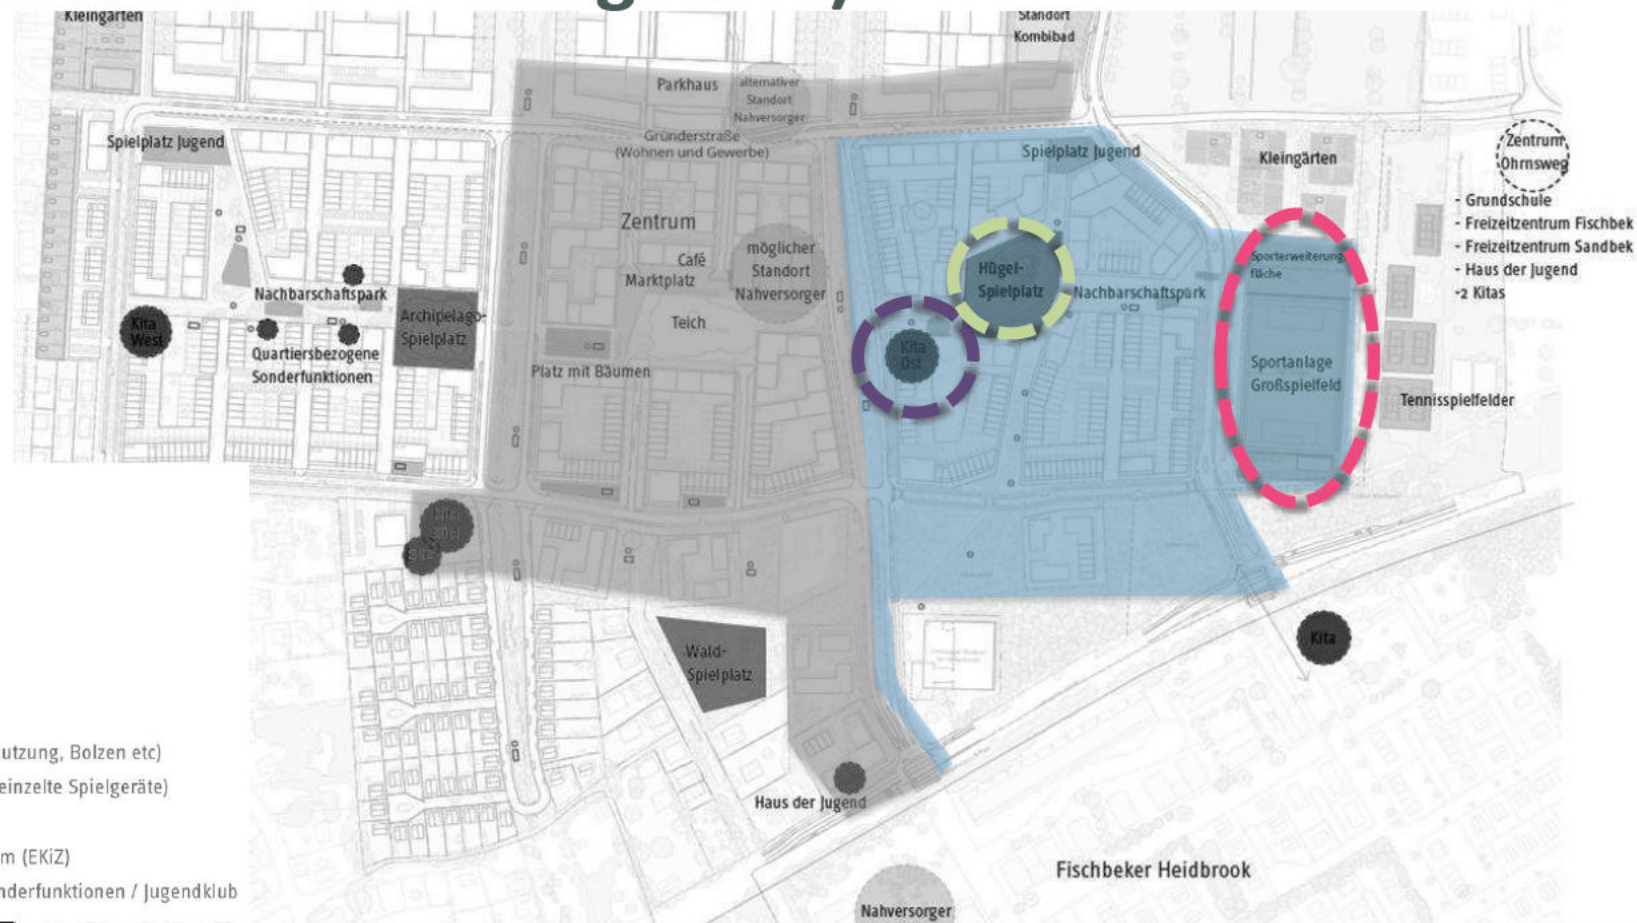 Kleingärten
Standort
Kombibad
Parkhaus
alternativer
Standort
Nahversorger
Gründerstraße
(Wohnen und Gewerbe)
Spielplatz Jugend
Spielplatz Jugend
Kleingärten
Zentrum
Ohrnsweg
- Grundschule
- Freizeitzentrum Fischbek
- Freizeitzentrum Sandbek
- Haus der Jugend
-2 Kitas
Zentrum
Café
Marktplatz
möglicher
Standort
Nahversorger
Teich
Platz mit Bäumen
Hügel-
Spielplatz
Nachbarschaftspark
Sporterweiterung
fläche
Sportanlage
Großspielfeld
Tennisspielfelder
Kita
Ost
Nachbarschaftspark
Archipelago-
Spielplatz
Kita
West
Quartiersbezogene
Sonderfunktionen
Wald-
Spielplatz
Kita
Haus der Jugend
Fischbeker Heidbrook
Nahversorger
utzung, Bolzen etc)
einzelte Spielgeräte)
m (EKiZ)
nderfunktionen / Jugendklub